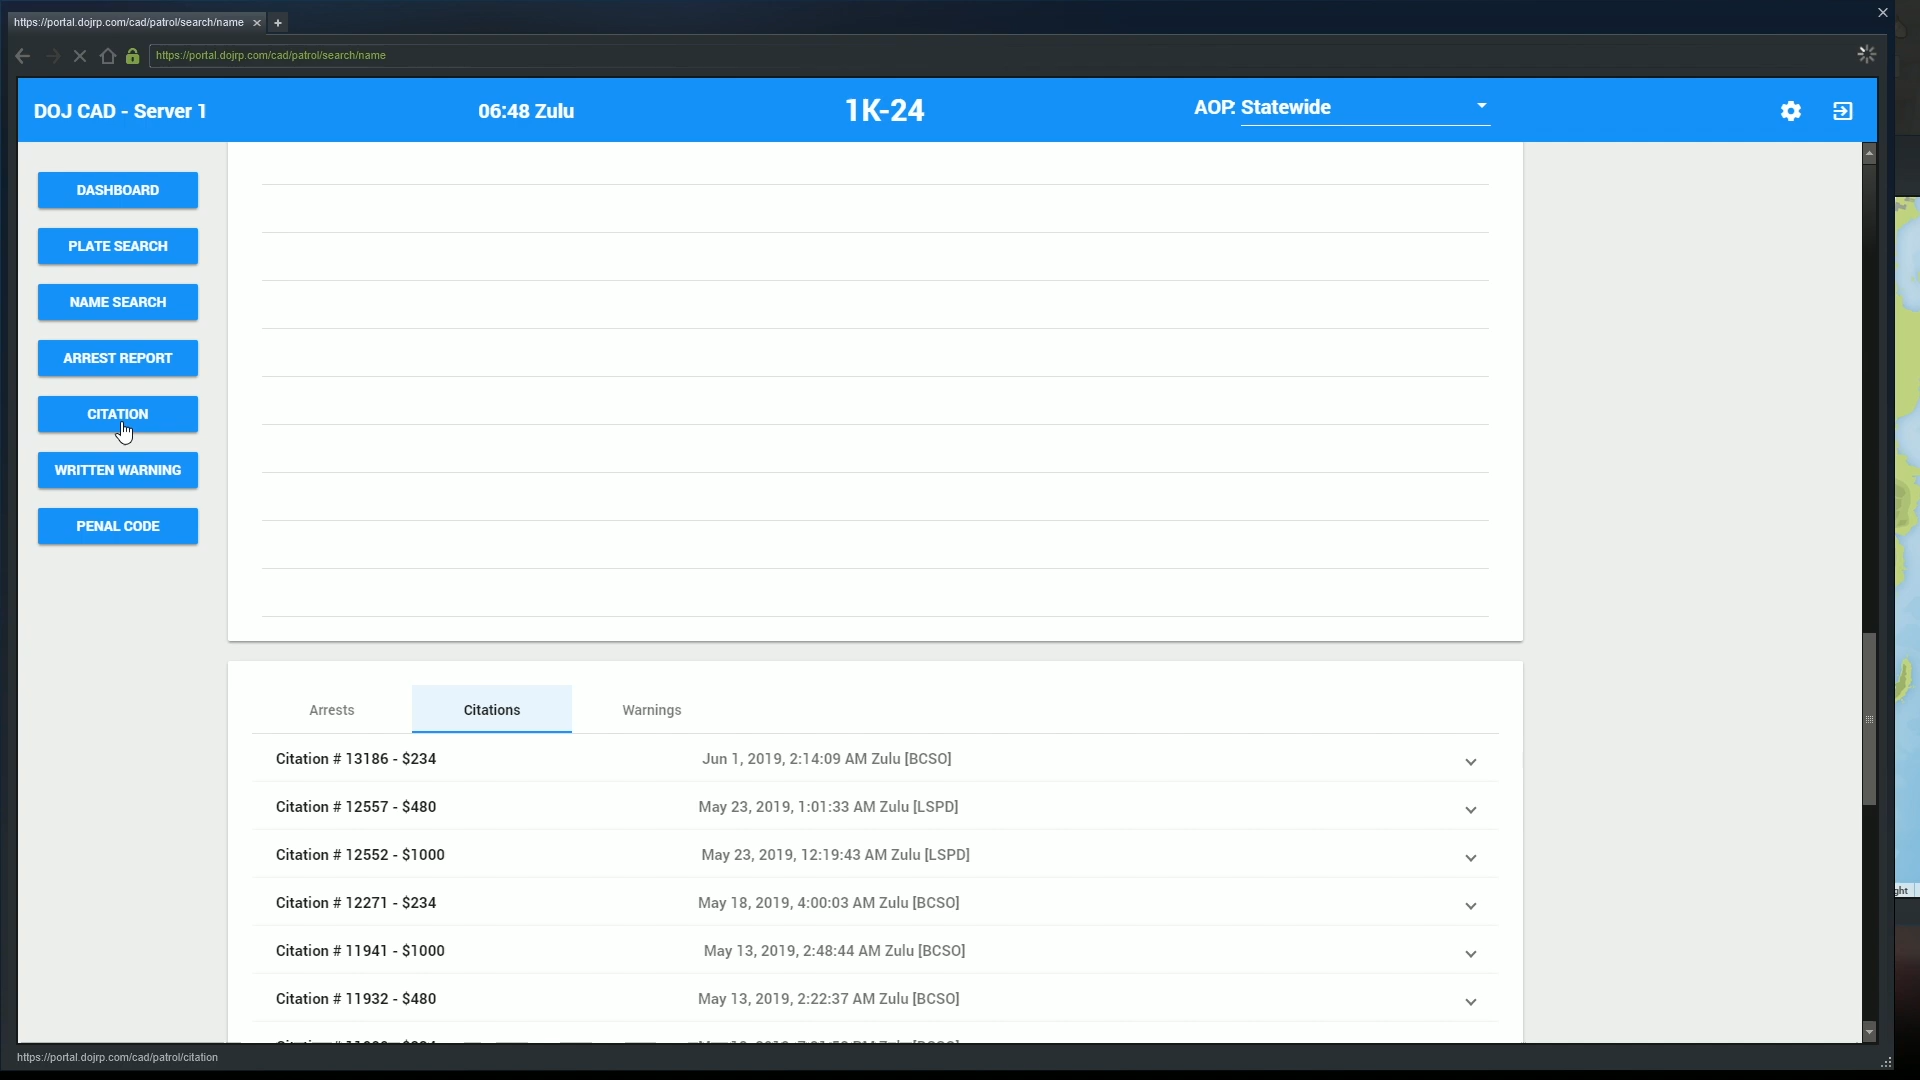 https://portal.dojrp.com/cad/patrol/search/name
https://portal.dojrp.com/cad/patrol/search/name
DOJ CAD - Server 1
06:48 Zulu
1K-24
AOP: Statewide
DASHBOARD
PLATE SEARCH
NAME SEARCH
ARREST REPORT
CITATION
WRITTEN WARNING
PENAL CODE
Arrests
Citations
Warnings
Citation # 13186 - $234 Jun 1, 2019, 2:14:09 AM Zulu [BCSO]
Citation # 12557 - $480 May 23, 2019, 1:01:33 AM Zulu [LSPD]
Citation # 12552 - $1000 May 23, 2019, 12:19:43 AM Zulu [LSPD]
Citation # 12271 - $234 May 18, 2019, 4:00:03 AM Zulu [BCSO]
Citation # 11941 - $1000 May 13, 2019, 2:48:44 AM Zulu [BCSO]
Citation # 11932 - $480 May 13, 2019, 2:22:37 AM Zulu [BCSO]
ght
https://portal.dojrp.com/cad/patrol/citation